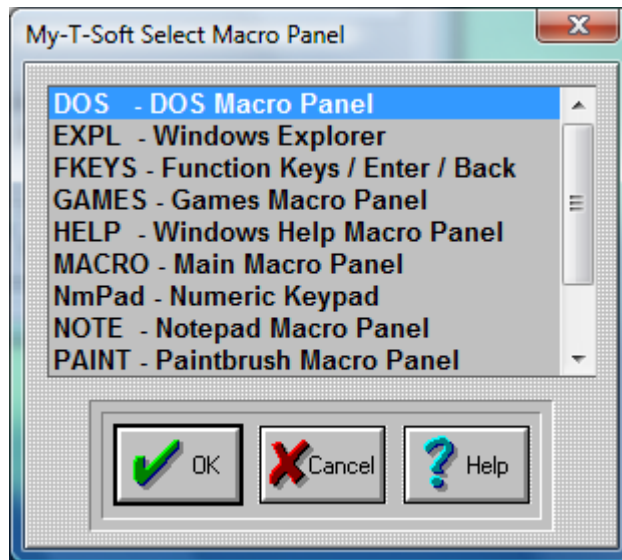 My-T-Soft Select Macro Panel
DOS - DOS Macro Panel
EXPL - Windows Explorer
FKEYS - Function Keys / Enter / Back
GAMES - Games Macro Panel
HELP - Windows Help Macro Panel
MACRO - Main Macro Panel
NmPad - Numeric Keypad
NOTE - Notepad Macro Panel
PAINT - Paintbrush Macro Panel
OK Cancel Help